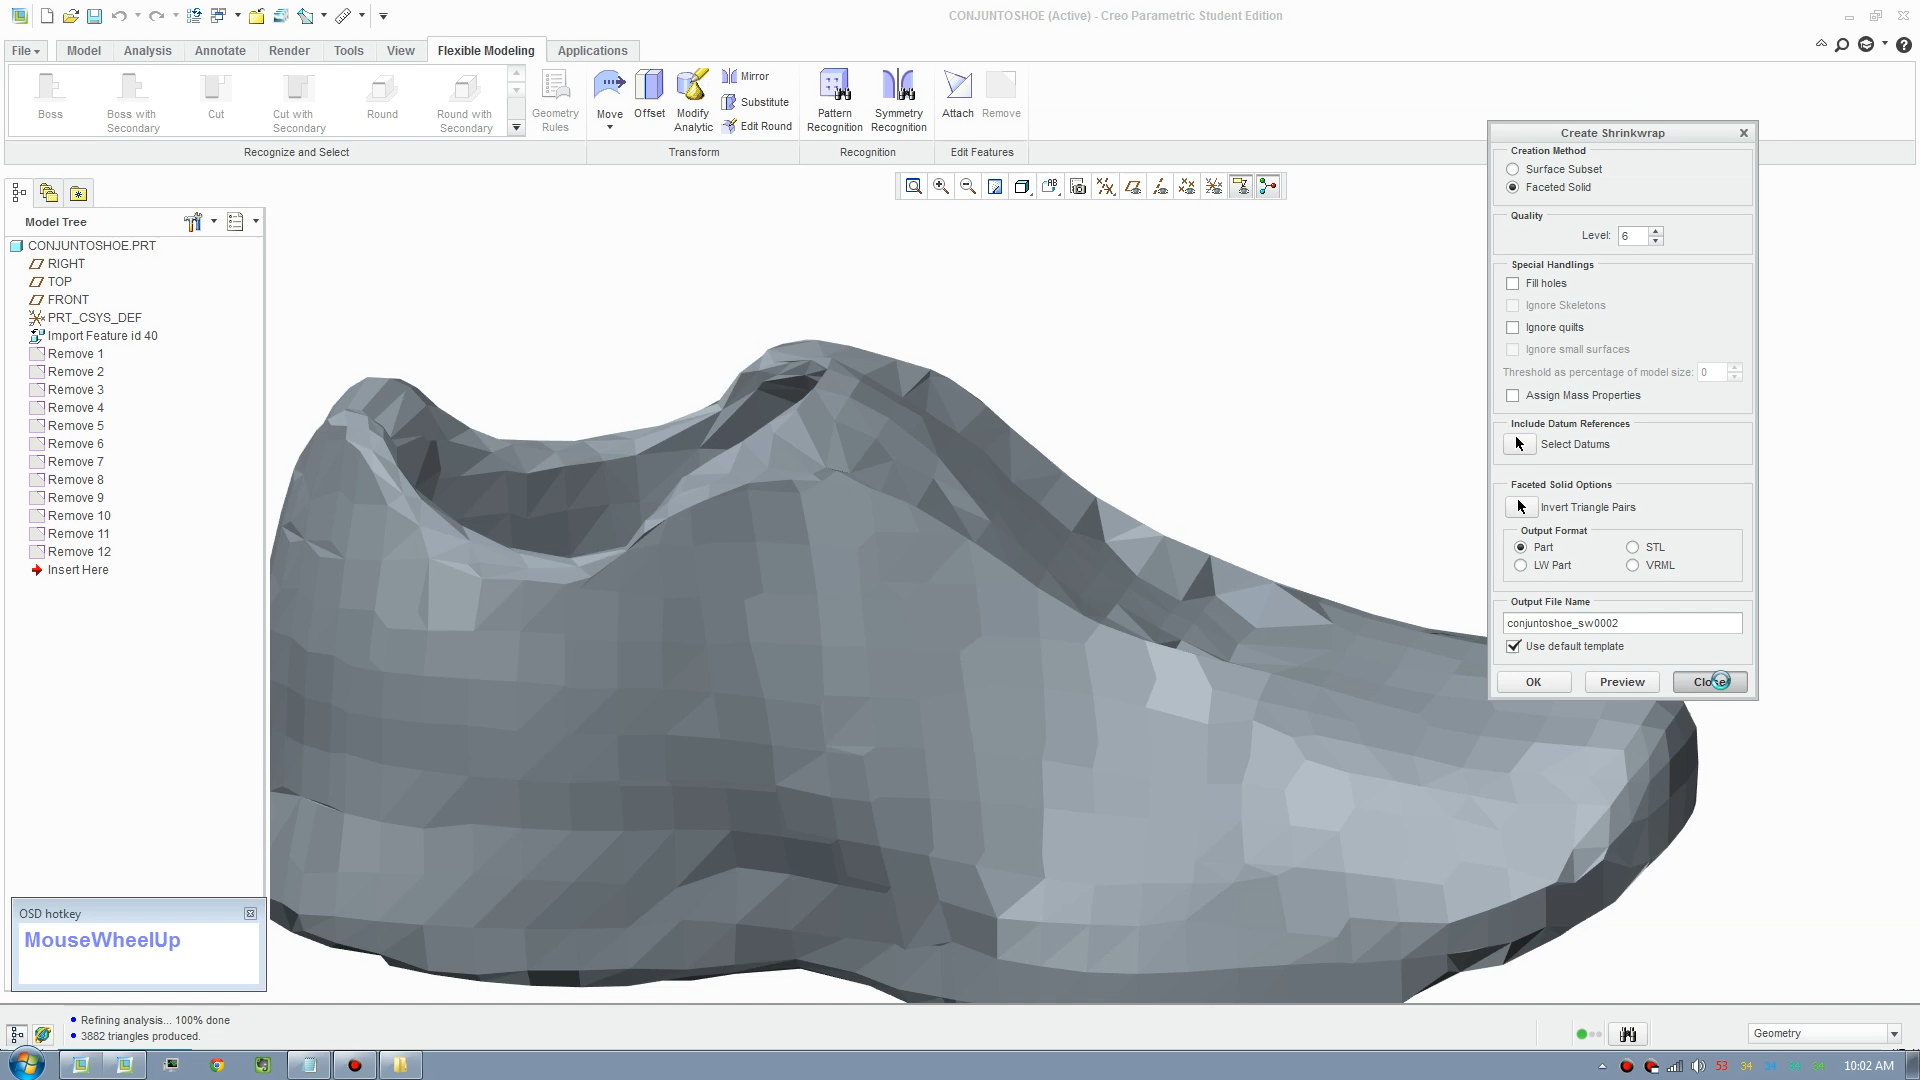 CONJUNTOSHOE (Active) - Creo Parametric Student Edition
File Model Analysis Annotate Render Tools View Flexible Modeling Applications
Boss
Boss with Secondary
Cut
Cut with Secondary
Round
Round with Secondary
Geometry Rules
Move
Offset
Modify Analytic
Mirror
Substitute
Edit Round
Pattern Recognition
Symmetry Recognition
Attach
Remove
Recognize and Select
Transform
Recognition
Edit Features
Model Tree
CONJUNTOSHOE.PRT
RIGHT
TOP
FRONT
PRT_CSYS_DEF
Import Feature id 40
Remove 1
Remove 2
Remove 3
Remove 4
Remove 5
Remove 6
Remove 7
Remove 8
Remove 9
Remove 10
Remove 11
Remove 12
Insert Here
Create Shrinkwrap
Creation Method
Surface Subset
Faceted Solid
Quality
Level: 6
Special Handlings
Fill holes
Ignore Skeletons
Ignore quilts
Ignore small surfaces
Threshold as percentage of model size: 0
Assign Mass Properties
Include Datum References
Select Datums
Faceted Solid Options
Invert Triangle Pairs
Output Format
Part STL
LW Part VRML
Output File Name
conjuntoshoe_sw0002
Use default template
OK Preview Close
OSD hotkey
MouseWheelUp
Refining analysis... 100% done
3882 triangles produced.
Geometry
53 34 34 34 34 10:02 AM